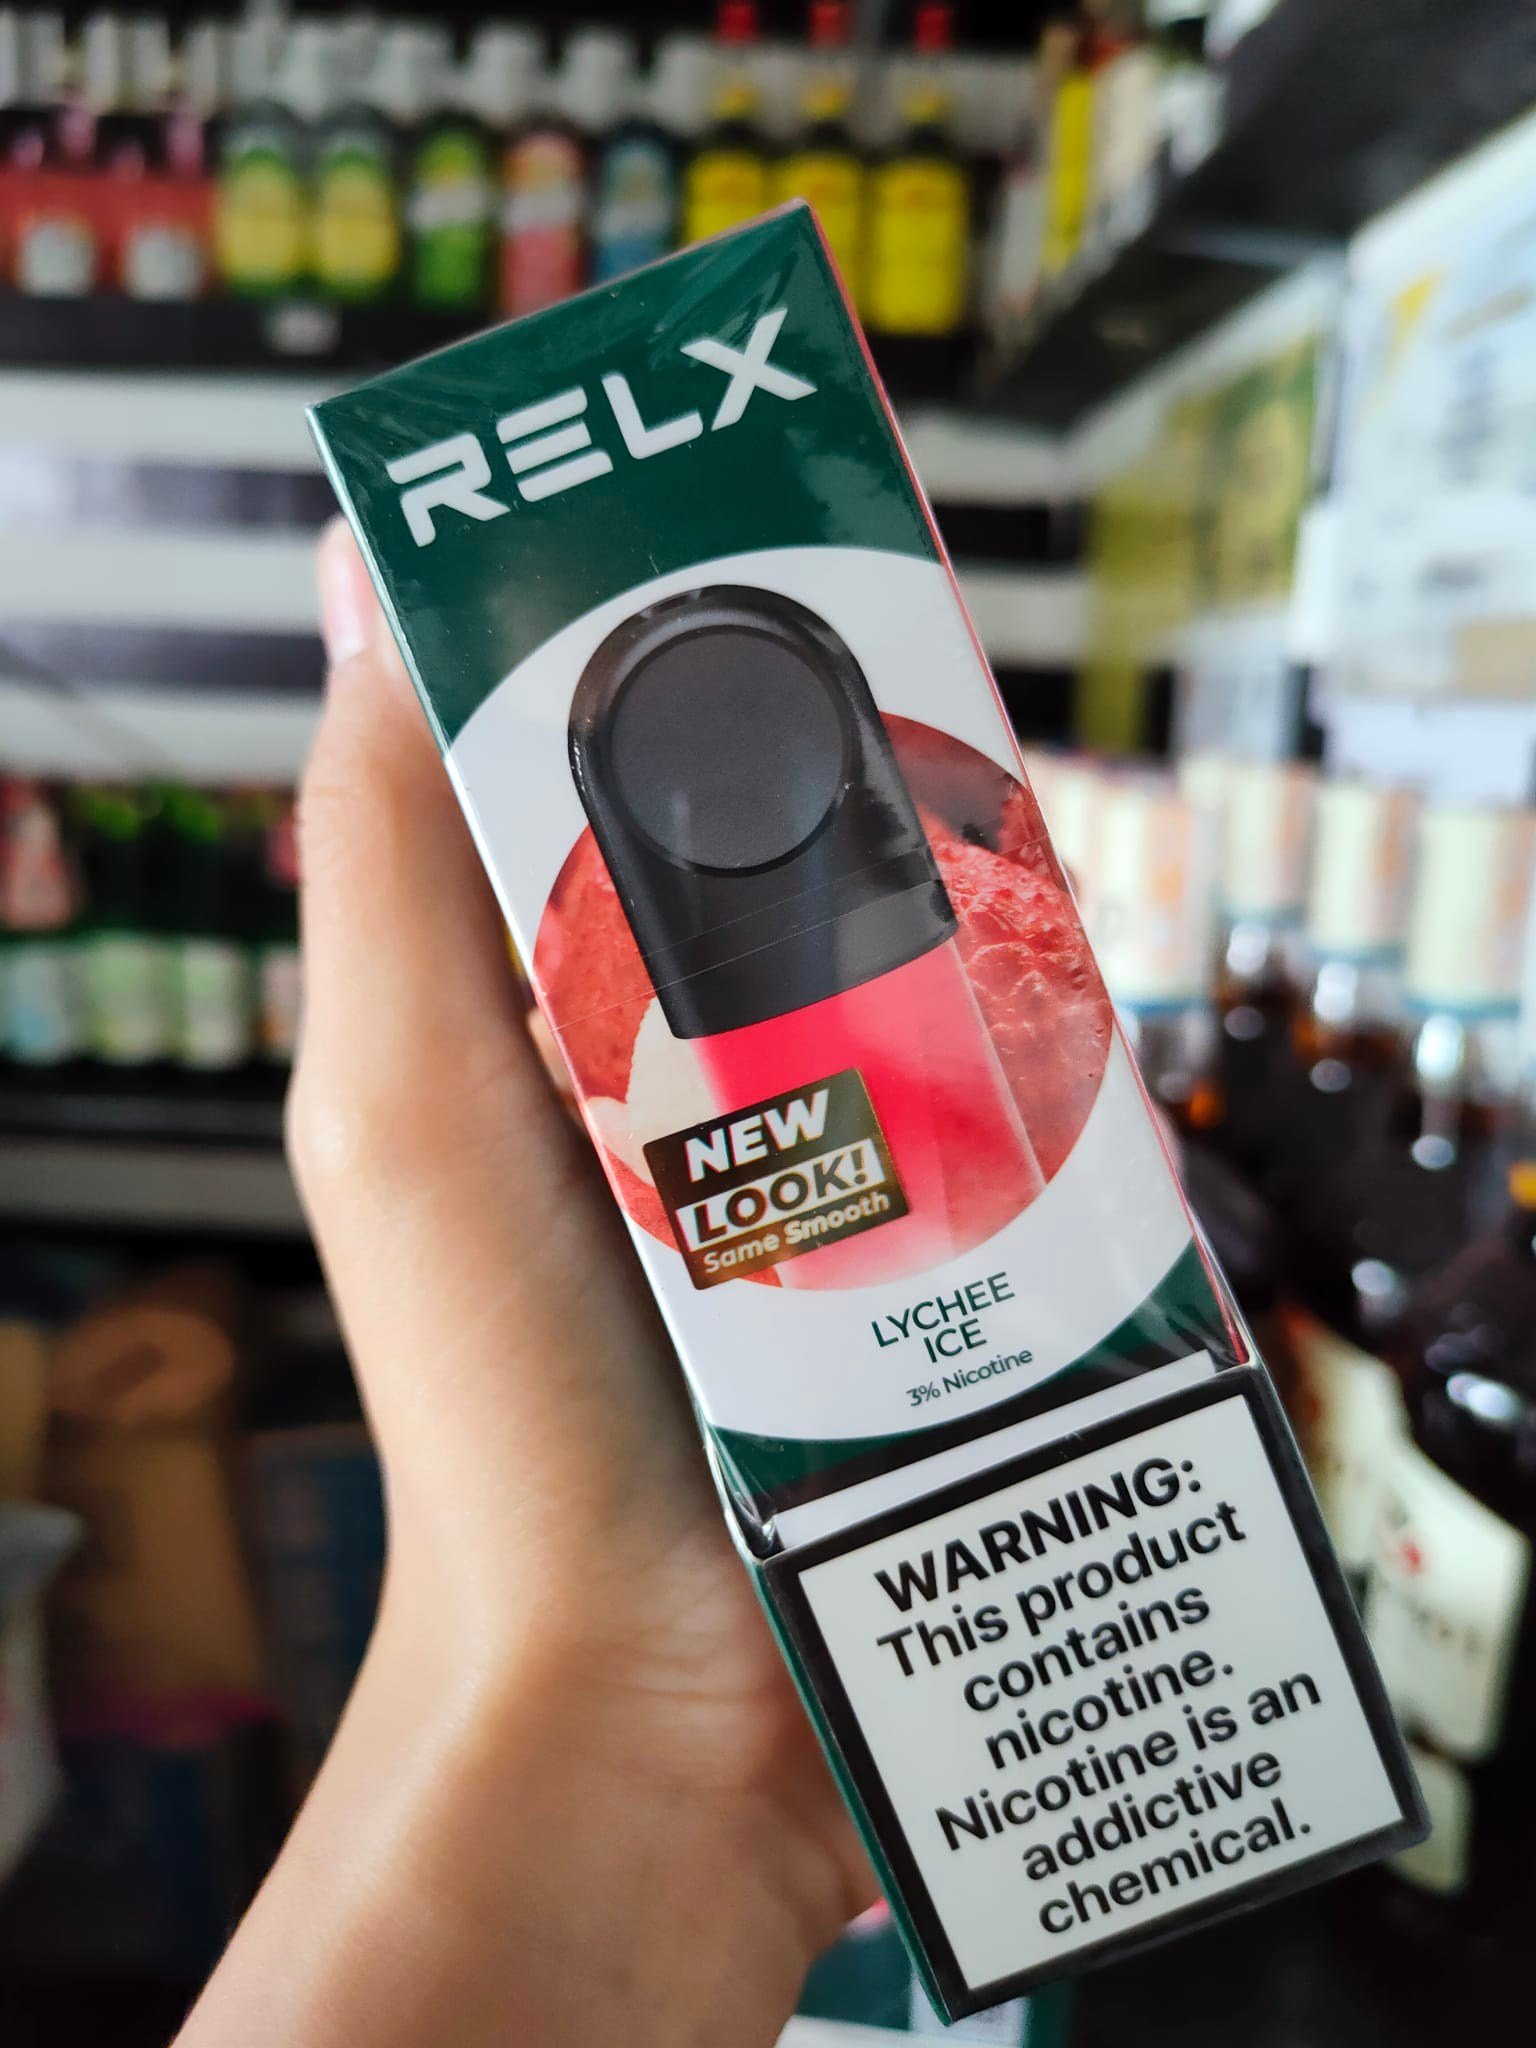 RELX
NEW
LOOK!
Same Smooth
LYCHEE
ICE
3% Nicotine
WARNING:
This product
contains
nicotine.
Nicotine is an
addictive
chemical.